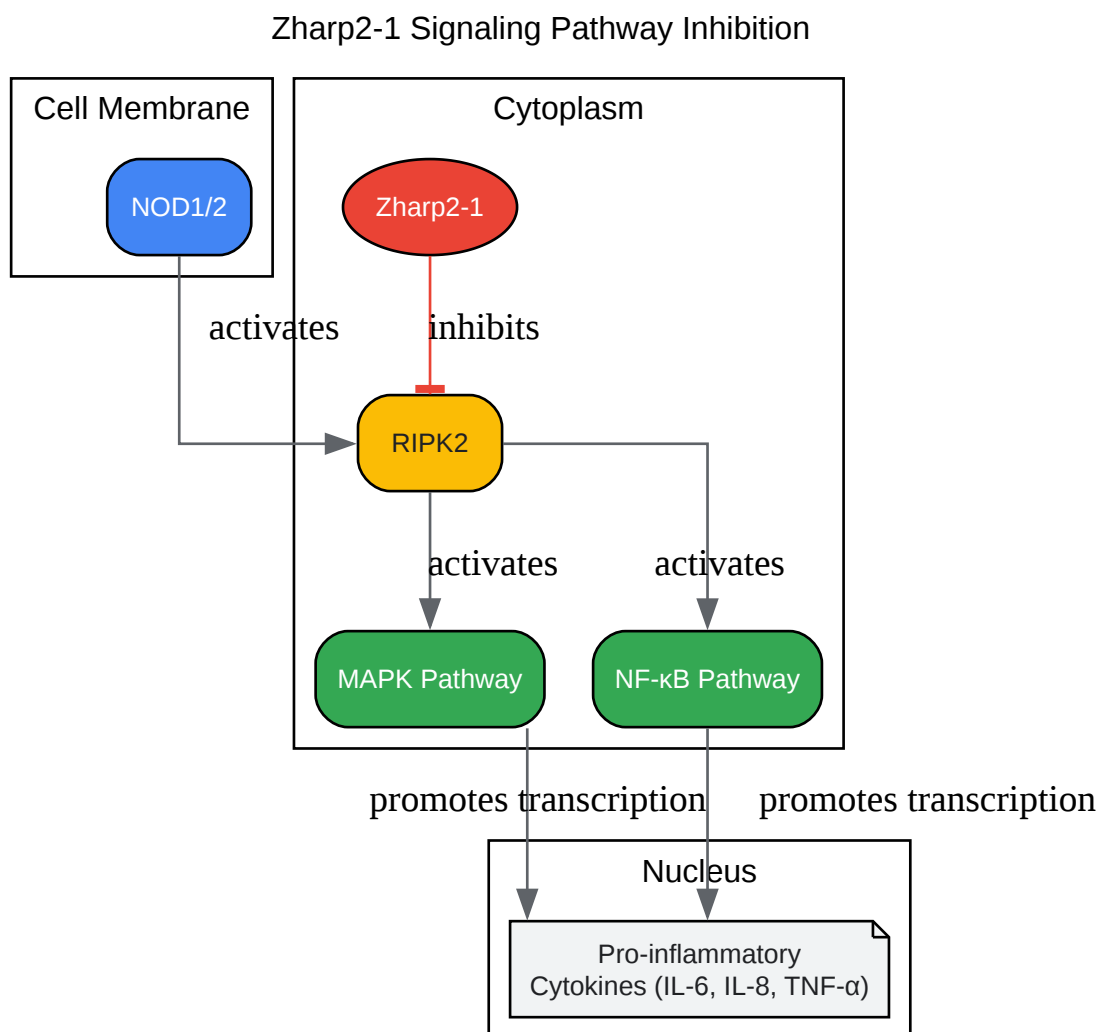 Zharp2-1 Signaling Pathway Inhibition
Cell Membrane
Cytoplasm
NOD1/2
Zharp2-1
activates
inhibits
RIPK2
activates
activates
MAPK Pathway
NF-κB Pathway
promotes transcription
promotes transcription
Nucleus
Pro-inflammatory
Cytokines (IL-6, IL-8, TNF-α)